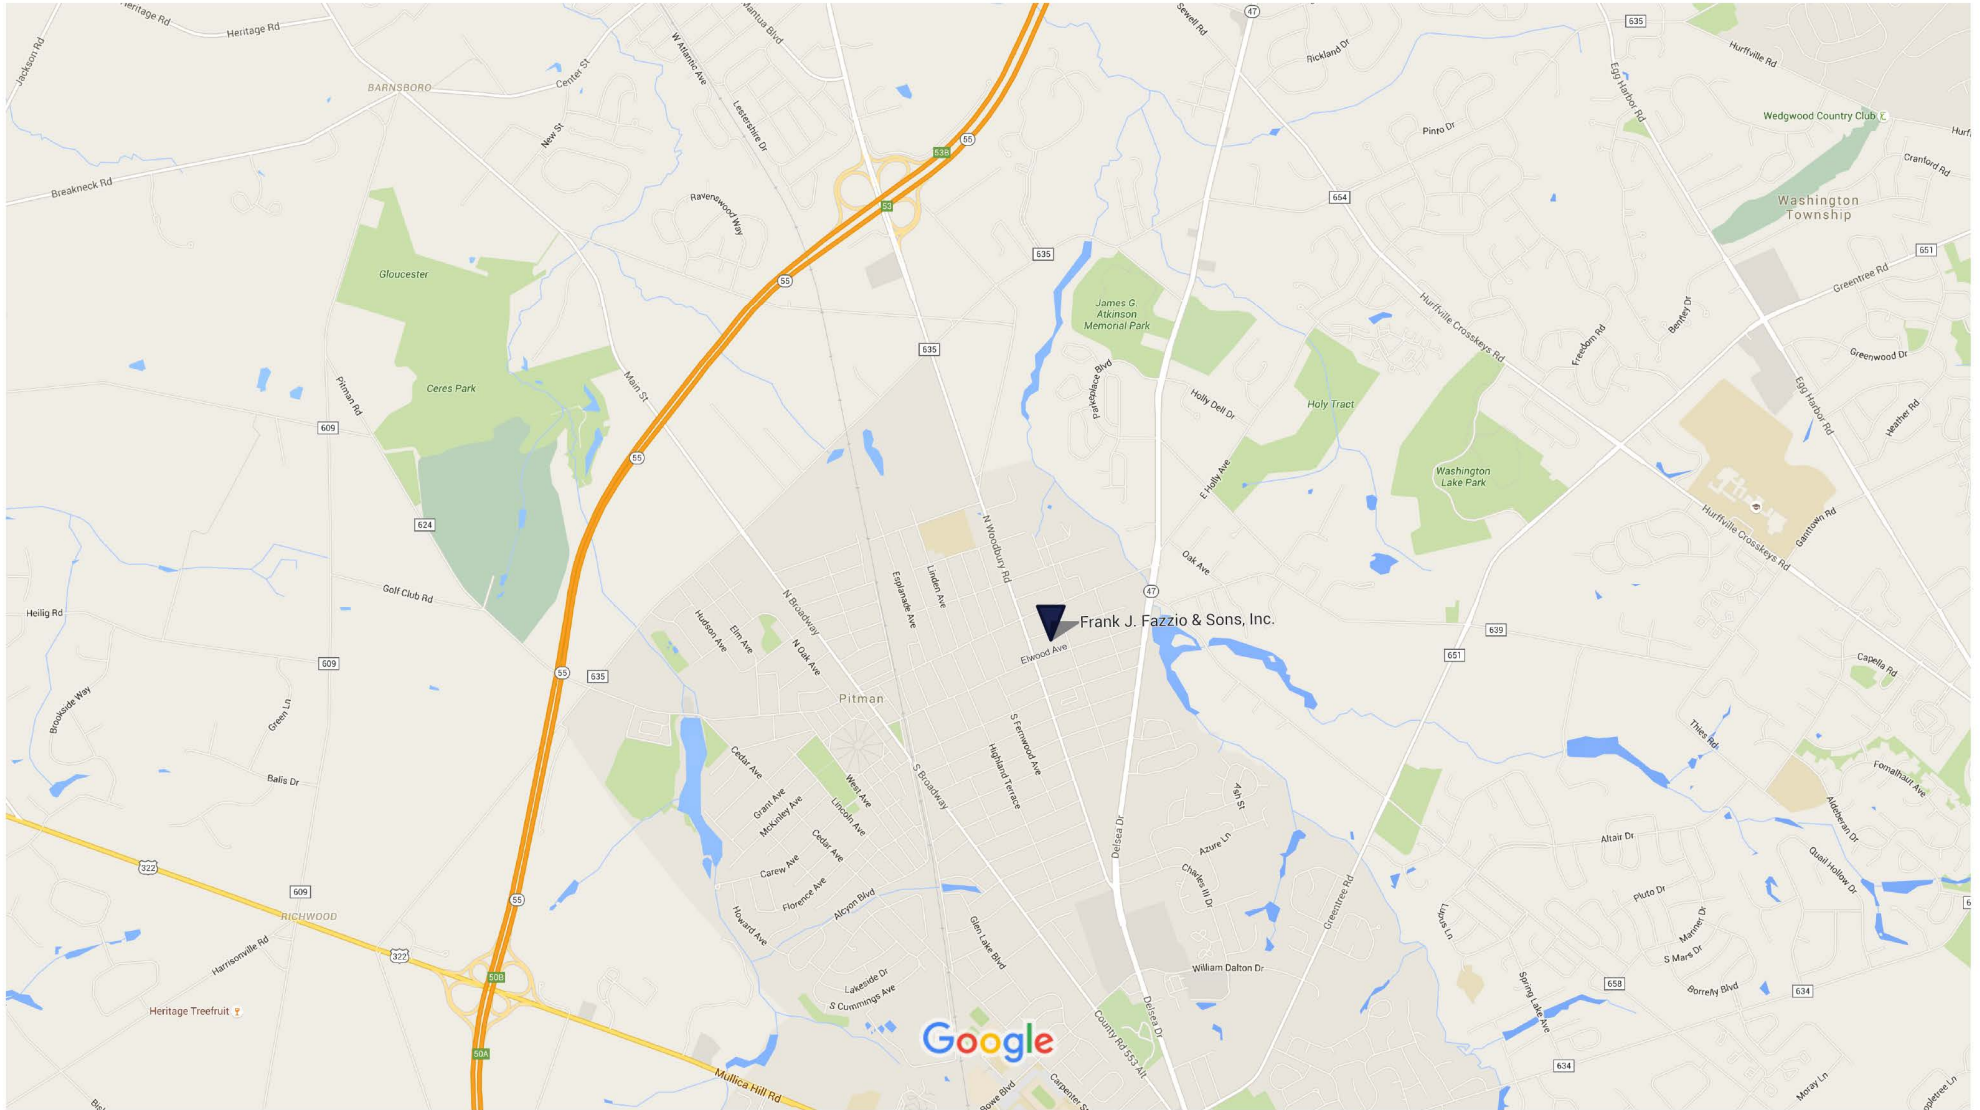 Heritage Rd
Heritage Rd
Jackson Rd
BARNSBORO
Center St
New St
Breakneck Rd
W Atlantic Ave
Mantua Blvd
Lestershire Dr
Ravenswood Way
53B
55
53
55
47
Sewell Rd
Rickland Dr
635
Hurffville Rd
Egg Harbor Rd
Wedgwood Country Club
Pinto Dr
Cranford Rd
654
Washington
Township
651
Greentree Rd
Gloucester
635
James G.
Atkinson
Memorial Park
Hurffville Crosskeys Rd
Bentley Dr
Freedom Rd
Greenwood Dr
635
Ceres Park
Main St
Pitman Rd
609
55
Parkdplace Blvd
Holly Dell Dr
Holy Tract
Egg Harbor Rd
Heather Rd
E Holly Ave
Washington
Lake Park
624
N Woodbury Rd
Hurffville Crosskeys Rd
Ganttown Rd
Oak Ave
Golf Club Rd
Heilig Rd
Esplanade Ave
Linden Ave
N Broadway
47
Frank J. Fazzio & Sons, Inc.
Hudson Ave
Elm Ave
N Oak Ave
Elwood Ave
639
651
609
55
635
Capella Rd
Pitman
Brookside Way
Green Ln
S Fernwood Ave
Highland Terrace
Thies Rd
Balis Dr
Cedar Ave
West Ave
S Broadway
Grant Ave
McKinley Ave
Lincoln Ave
Ash St
Fomalhaut Ave
Aldeberan Dr
Cedar Ave
Delsea Dr
Azure Ln
Altair Dr
322
Carew Ave
Charles III Dr
Quail Hollow Dr
609
55
Florence Ave
Alcyon Blvd
Greentree Rd
Pluto Dr
RICHWOOD
Howard Ave
Glen Lake Blvd
Lupus Ln
Mariner Dr
Harrisonville Rd
322
S Mars Dr
50B
Lakeside Dr
William Dalton Dr
658
Borrelly Blvd
634
S Cummings Ave
Spring Lake Ave
Heritage Treefruit
Delsea Dr
County Rd 553 Alt
Google
50A
634
Mullica Hill Rd
Rowe Blvd
Carpenter St
Moray Ln